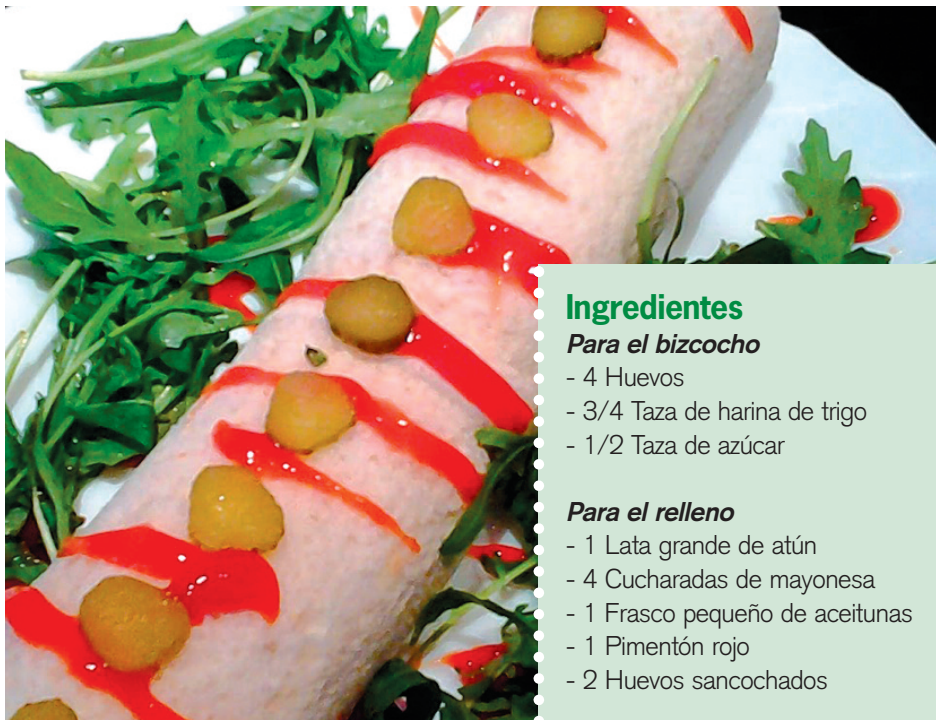 Ingredientes
Para el bizcocho
- 4 Huevos
- 3/4 Taza de harina de trigo
- 1/2 Taza de azúcar
Para el relleno
- 1 Lata grande de atún
- 4 Cucharadas de mayonesa
- 1 Frasco pequeño de aceitunas
- 1 Pimentón rojo
- 2 Huevos sancochados